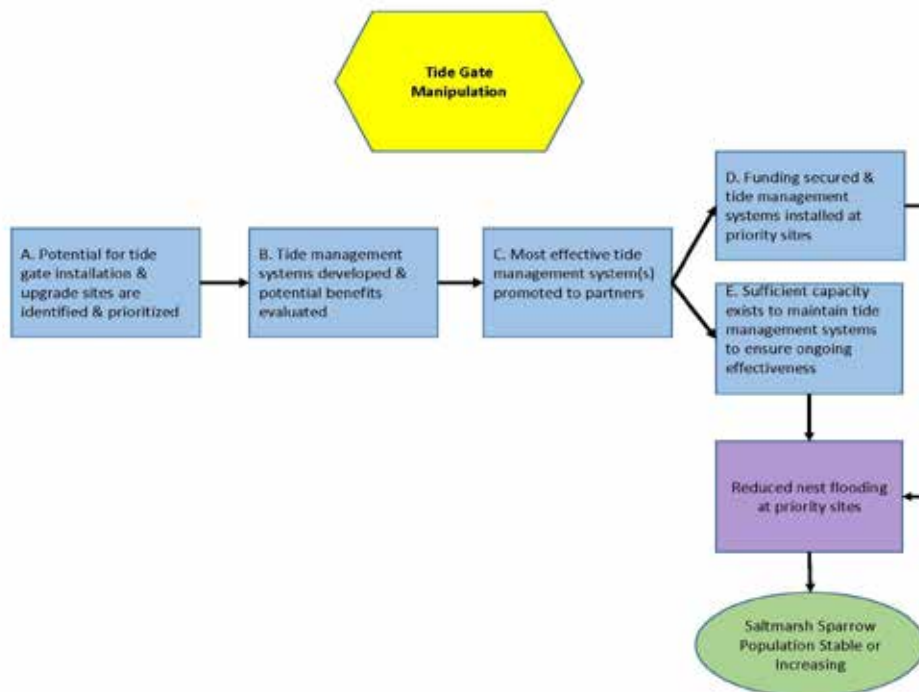 Tide Gate
Manipulation
A. Potential for tide
gate installation &
upgrade sites are
identified & prioritized
B. Tide management
systems developed &
potential benefits
evaluated
C. Most effective tide
management system(s)
promoted to partners
D. Funding secured &
tide management
systems installed at
priority sites
E. Sufficient capacity
exists to maintain tide
management systems
to ensure ongoing
effectiveness
Reduced nest flooding
at priority sites
Saltmarsh Sparrow
Population Stable or
Increasing